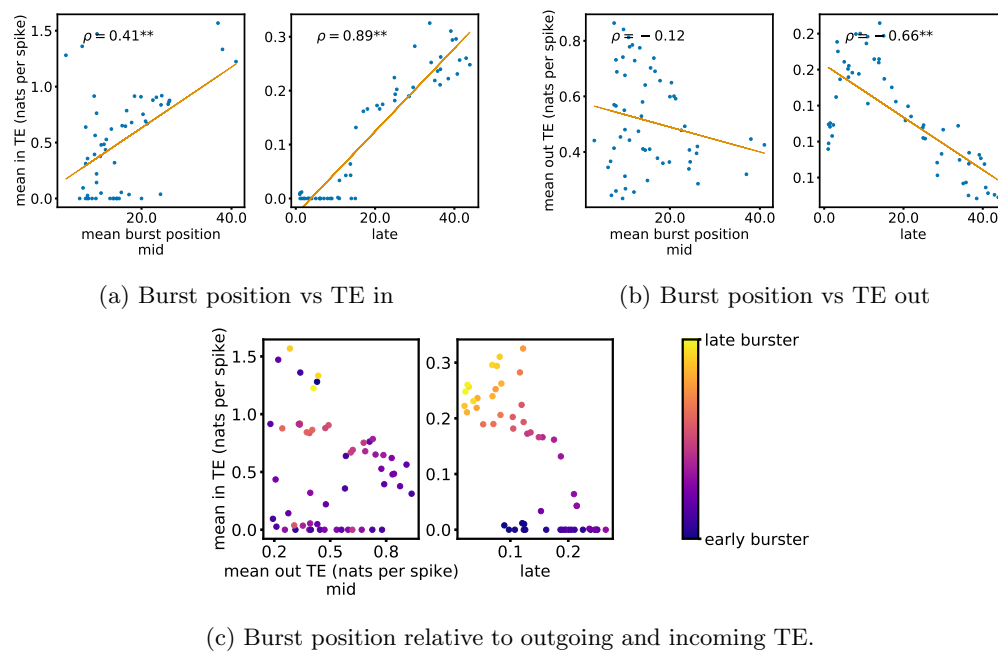 ρ = 0.41**
ρ = 0.89**
mean in TE (nats per spike)
1.5
1.0
0.5
0.0
0.3
0.2
0.1
0.0
20.0 40.0
0.0 20.0 40.0
mean burst position
mid
late
(a) Burst position vs TE in
ρ = −0.12
ρ = −0.66**
mean out TE (nats per spike)
0.8
0.6
0.4
0.2
0.2
0.1
0.1
0.1
20.0 40.0
0.0 20.0 40.0
mean burst position
mid
late
(b) Burst position vs TE out
mean in TE (nats per spike)
1.5
1.0
0.5
0.0
0.3
0.2
0.1
0.0
0.2 0.5 0.8
0.1 0.2
mean out TE (nats per spike)
mid
late
late burster
early burster
(c) Burst position relative to outgoing and incoming TE.